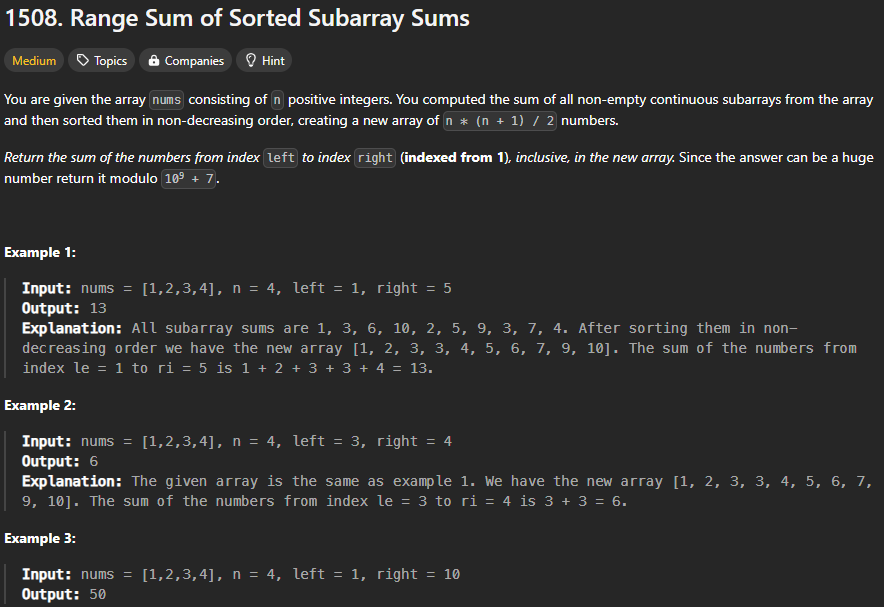 1508. Range Sum of Sorted Subarray Sums
Medium Topics Companies Hint
You are given the array nums consisting of n positive integers. You computed the sum of all non-empty continuous subarrays from the array
and then sorted them in non-decreasing order, creating a new array of n * (n + 1) / 2 numbers.
Return the sum of the numbers from index left to index right (indexed from 1), inclusive, in the new array. Since the answer can be a huge
number return it modulo 10⁹ + 7.
Example 1:
Input: nums = [1,2,3,4], n = 4, left = 1, right = 5
Output: 13
Explanation: All subarray sums are 1, 3, 6, 10, 2, 5, 9, 3, 7, 4. After sorting them in non-
decreasing order we have the new array [1, 2, 3, 3, 4, 5, 6, 7, 9, 10]. The sum of the numbers from
index le = 1 to ri = 5 is 1 + 2 + 3 + 3 + 4 = 13.
Example 2:
Input: nums = [1,2,3,4], n = 4, left = 3, right = 4
Output: 6
Explanation: The given array is the same as example 1. We have the new array [1, 2, 3, 3, 4, 5, 6, 7,
9, 10]. The sum of the numbers from index le = 3 to ri = 4 is 3 + 3 = 6.
Example 3:
Input: nums = [1,2,3,4], n = 4, left = 1, right = 10
Output: 50